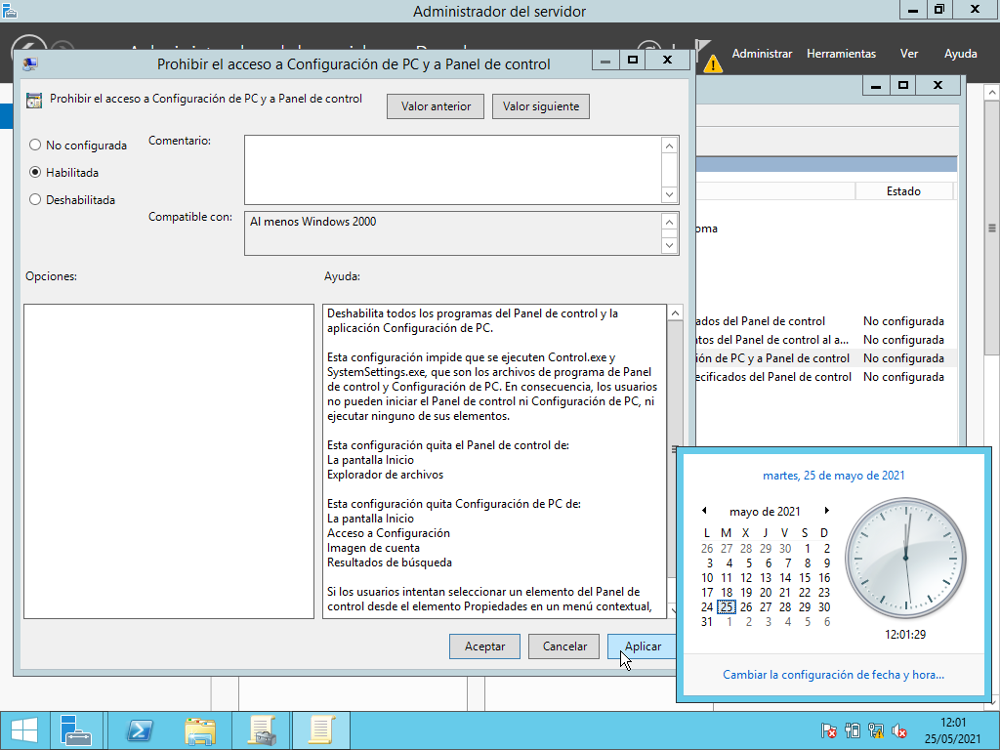 Administrador del servidor
Administrar
Herramientas
Ver
Ayuda
Prohibir el acceso a Configuración de PC y a Panel de control
Prohibir el acceso a Configuración de PC y a Panel de control
Valor anterior
Valor siguiente
No configurada
Habilitada
Deshabilitada
Comentario:
Compatible con:
Al menos Windows 2000
Opciones:
Ayuda:
Deshabilita todos los programas del Panel de control y la
aplicación Configuración de PC.
Esta configuración impide que se ejecuten Control.exe y
SystemSettings.exe, que son los archivos de programa de Panel
de control y Configuración de PC. En consecuencia, los usuarios
no pueden iniciar el Panel de control ni Configuración de PC, ni
ejecutar ninguno de sus elementos.
Esta configuración quita el Panel de control de:
La pantalla Inicio
Explorador de archivos
Esta configuración quita Configuración de PC de:
La pantalla Inicio
Acceso a Configuración
Imagen de cuenta
Resultados de búsqueda
Si los usuarios intentan seleccionar un elemento del Panel de
control desde el elemento Propiedades en un menú contextual,
Aceptar
Cancelar
Aplicar
Estado
oma
ados del Panel de control No configurada
tos del Panel de control al a... No configurada
ión de PC y a Panel de control No configurada
ecificados del Panel de control No configurada
martes, 25 de mayo de 2021
mayo de 2021
L M X J V S D
26 27 28 29 30 1 2
3 4 5 6 7 8 9
10 11 12 13 14 15 16
17 18 19 20 21 22 23
24 25 26 27 28 29 30
31 1 2 3 4 5 6
12:01:29
Cambiar la configuración de fecha y hora...
12:01
25/05/2021